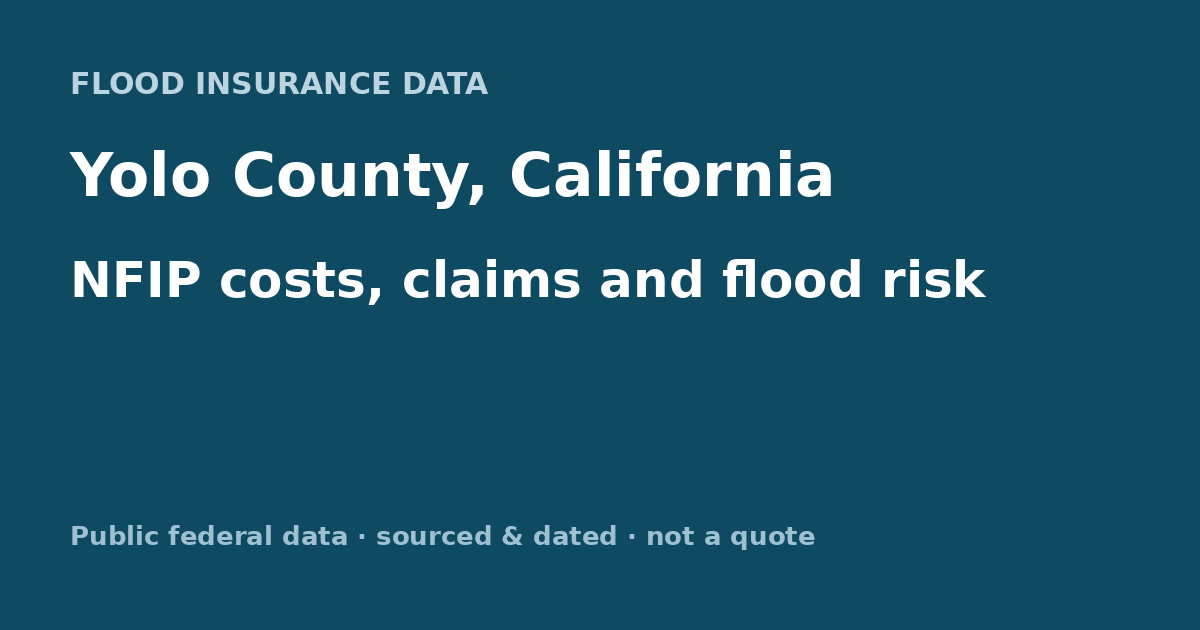 FLOOD INSURANCE DATA
Yolo County, California
NFIP costs, claims and flood risk
Public federal data · sourced & dated · not a quote